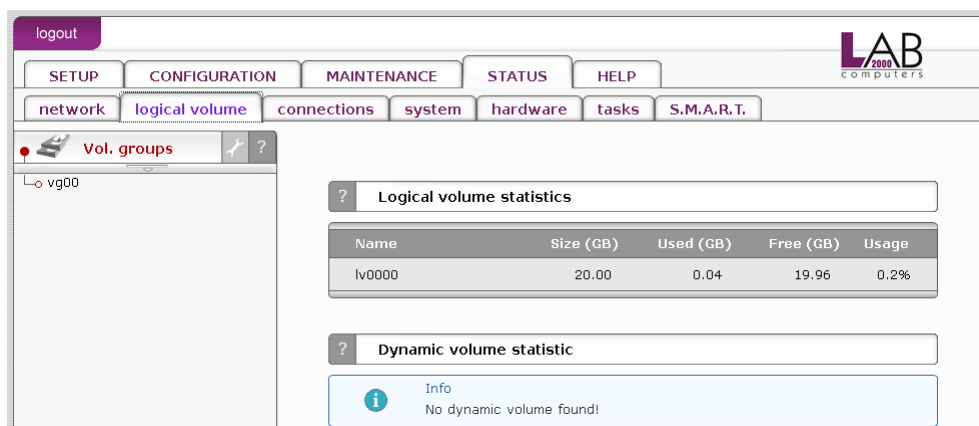 logout
LAB
2000
computers
SETUP CONFIGURATION MAINTENANCE STATUS HELP
network logical volume connections system hardware tasks S.M.A.R.T.
Vol. groups ?
vg00
? Logical volume statistics
Name Size (GB) Used (GB) Free (GB) Usage
lv0000 20.00 0.04 19.96 0.2%
? Dynamic volume statistic
i Info
No dynamic volume found!